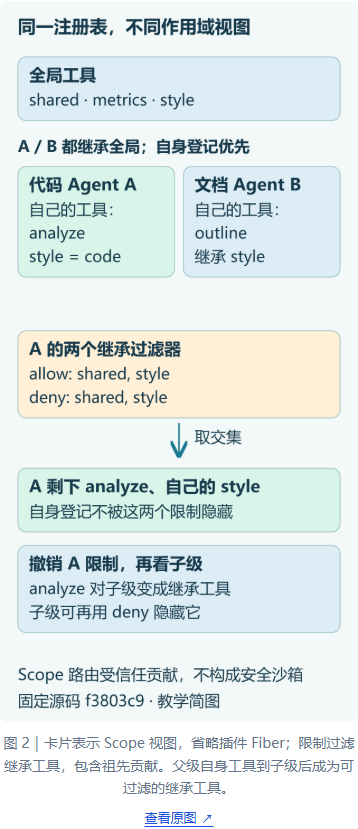 同一注册表，不同作用域视图
全局工具
shared · metrics · style
A / B 都继承全局；自身登记优先
代码 Agent A
自己的工具：
analyze
style = code
文档 Agent B
自己的工具：
outline
继承 style
A 的两个继承过滤器
allow: shared, style
deny: shared, style
取交集
A 剩下 analyze、自己的 style
自身登记不被这两个限制隐藏
撤销 A 限制，再看子级
analyze 对子级变成继承工具
子级可再用 deny 隐藏它
Scope 路由受信任贡献，不构成安全沙箱
固定源码 f3803c9 · 教学简图
图 2｜卡片表示 Scope 视图，省略插件 Fiber；限制过滤
继承工具，包含祖先贡献。父级自身工具到子级后成为可
过滤的继承工具。
查看原图 ↗